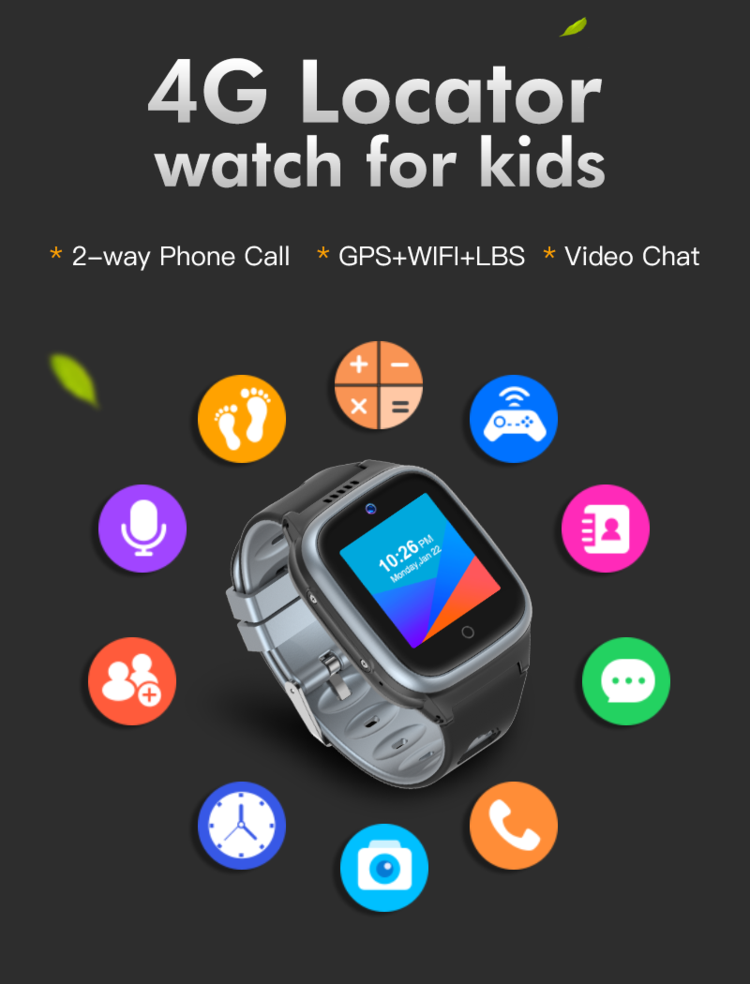 4G Locator
watch for kids
* 2-way Phone Call * GPS+WIFI+LBS * Video Chat
10:26 PM
Monday,Jan 22